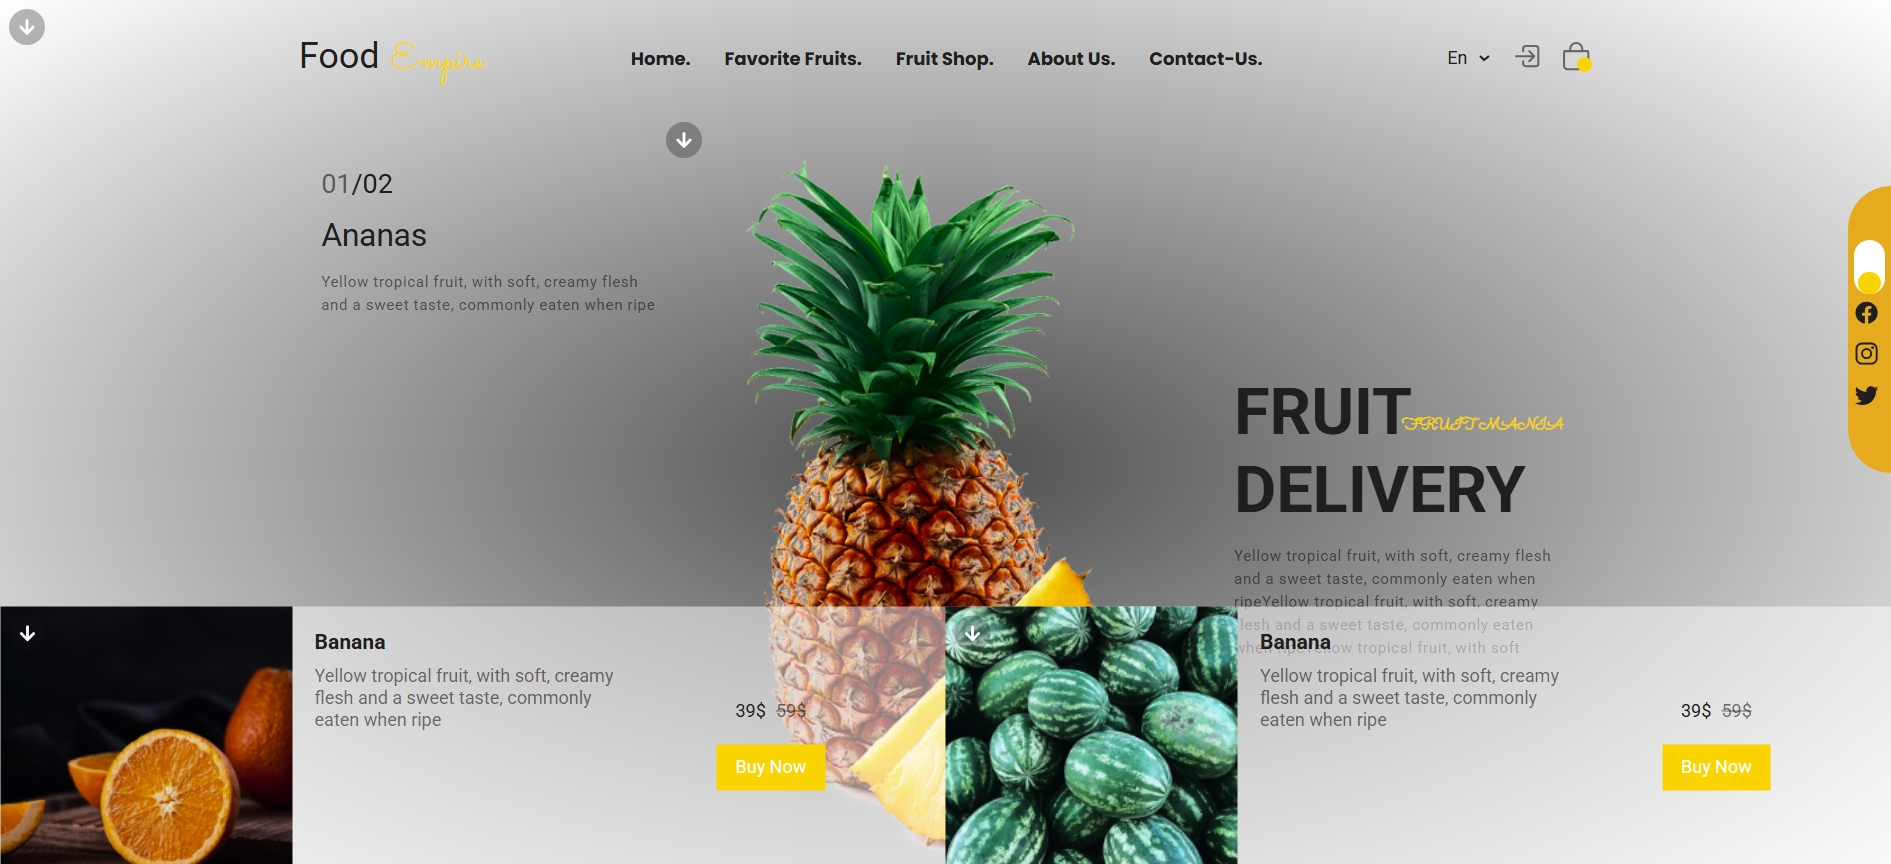 Food Empire
Home. Favorite Fruits. Fruit Shop. About Us. Contact-Us.
En
01/02
Ananas
Yellow tropical fruit, with soft, creamy flesh
and a sweet taste, commonly eaten when ripe
FRUIT
FRUITMANIA
DELIVERY
Yellow tropical fruit, with soft, creamy flesh
and a sweet taste, commonly eaten when
ripeYellow tropical fruit, with soft, creamy
flesh and a sweet taste, commonly eaten
when ripeYellow tropical fruit, with soft
Banana
Yellow tropical fruit, with soft, creamy
flesh and a sweet taste, commonly
eaten when ripe
39$ 59$
Buy Now
Banana
Yellow tropical fruit, with soft, creamy
flesh and a sweet taste, commonly
eaten when ripe
39$ 59$
Buy Now